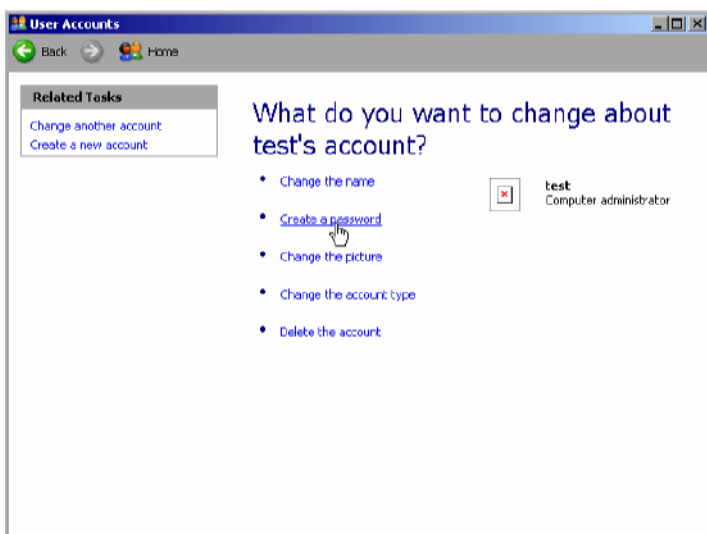 User Accounts
Back
Home
Related Tasks
Change another account
Create a new account
What do you want to change about
test's account?
Change the name
Create a password
Change the picture
Change the account type
Delete the account
test
Computer administrator